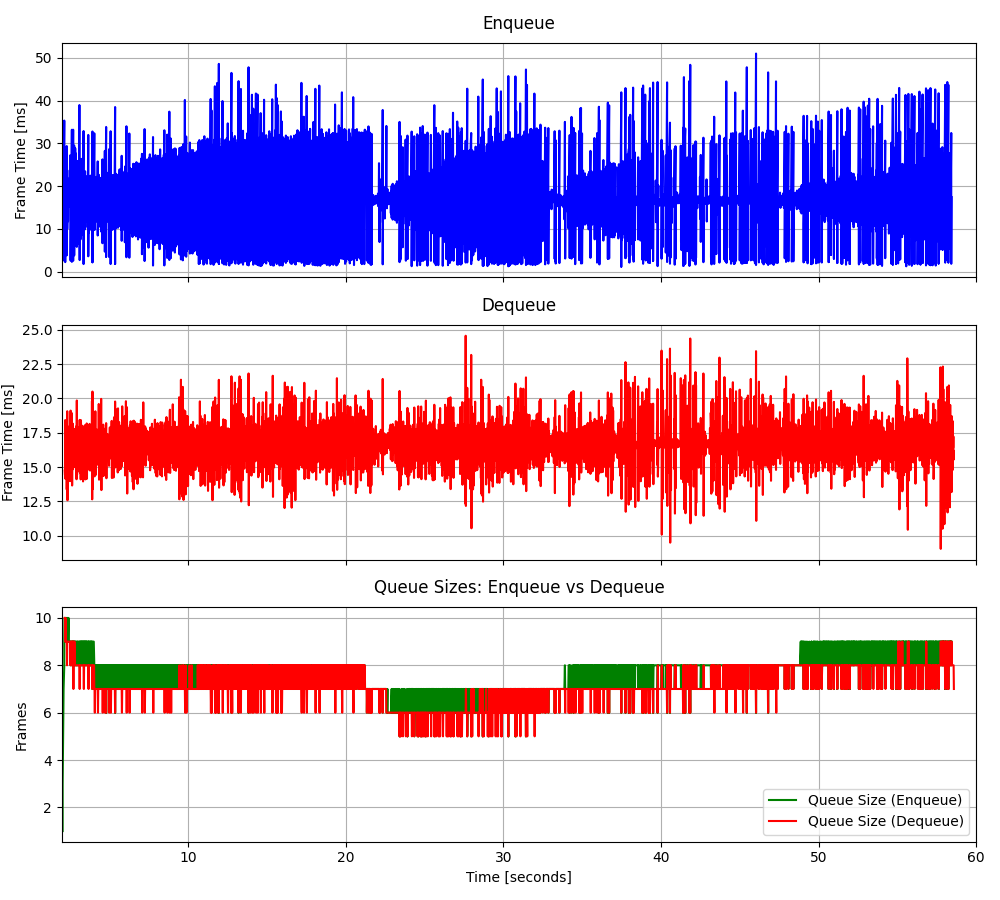 Enqueue
50
40
30
20
10
0
Frame Time [ms]
Dequeue
25.0
22.5
20.0
17.5
15.0
12.5
10.0
Frame Time [ms]
Queue Sizes: Enqueue vs Dequeue
10
8
6
4
2
Frames
Queue Size (Enqueue)
Queue Size (Dequeue)
10 20 30 40 50 60
Time [seconds]